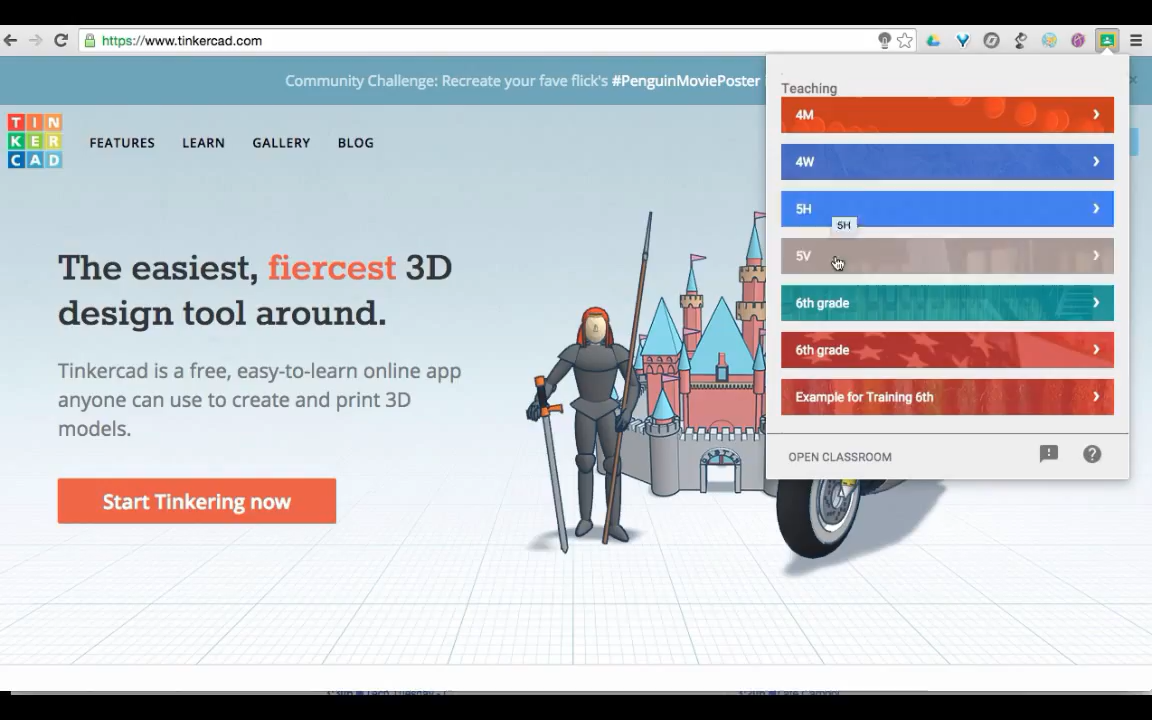 https://www.tinkercad.com
Community Challenge: Recreate your fave flick's #PenguinMoviePoster
TIN
KER
CAD
FEATURES LEARN GALLERY BLOG
The easiest, fiercest 3D
design tool around.
Tinkercad is a free, easy-to-learn online app
anyone can use to create and print 3D
models.
Start Tinkering now
Teaching
4M
4W
5H
5H
5V
6th grade
6th grade
Example for Training 6th
OPEN CLASSROOM